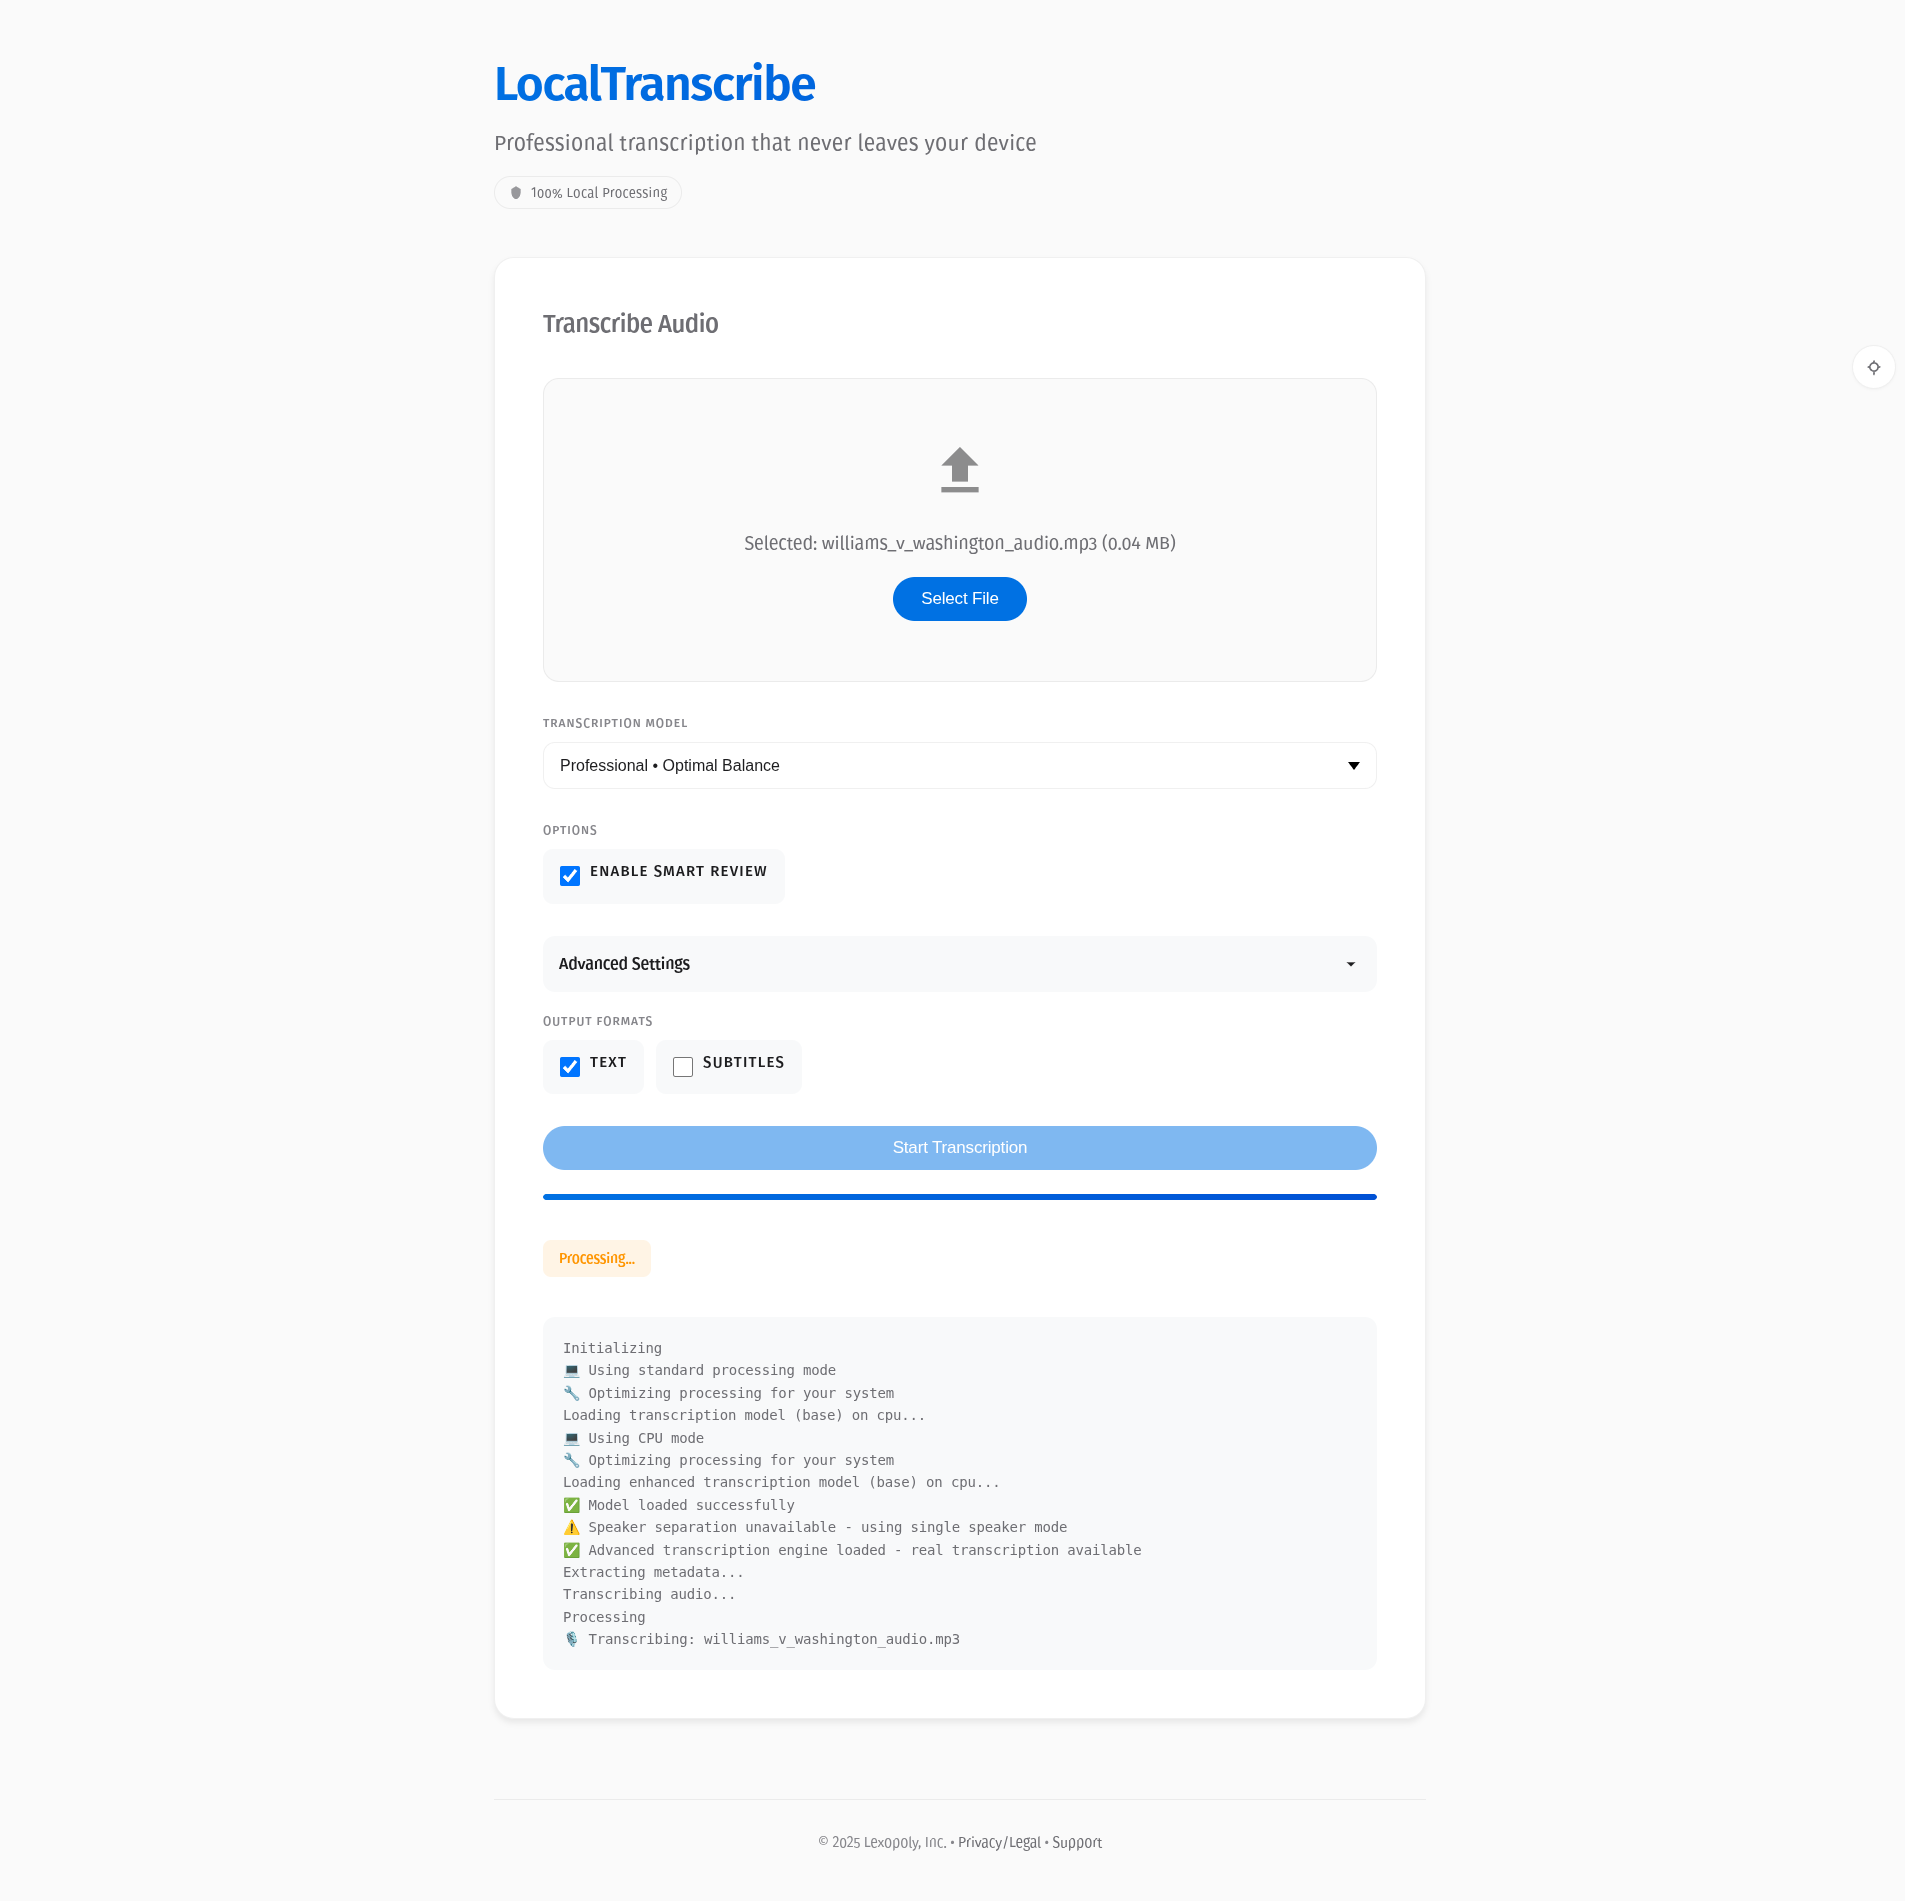 LocalTranscribe
Professional transcription that never leaves your device
100% Local Processing
Transcribe Audio
Selected: williams_v_washington_audio.mp3 (0.04 MB)
Select File
TRANSCRIPTION MODEL
Professional • Optimal Balance
OPTIONS
ENABLE SMART REVIEW
Advanced Settings
OUTPUT FORMATS
TEXT SUBTITLES
Start Transcription
Processing...
Initializing
💻 Using standard processing mode
🔧 Optimizing processing for your system
Loading transcription model (base) on cpu...
💻 Using CPU mode
🔧 Optimizing processing for your system
Loading enhanced transcription model (base) on cpu...
✅ Model loaded successfully
⚠️ Speaker separation unavailable - using single speaker mode
✅ Advanced transcription engine loaded - real transcription available
Extracting metadata...
Transcribing audio...
Processing
🎙️ Transcribing: williams_v_washington_audio.mp3
© 2025 Lexopoly, Inc. • Privacy/Legal • Support